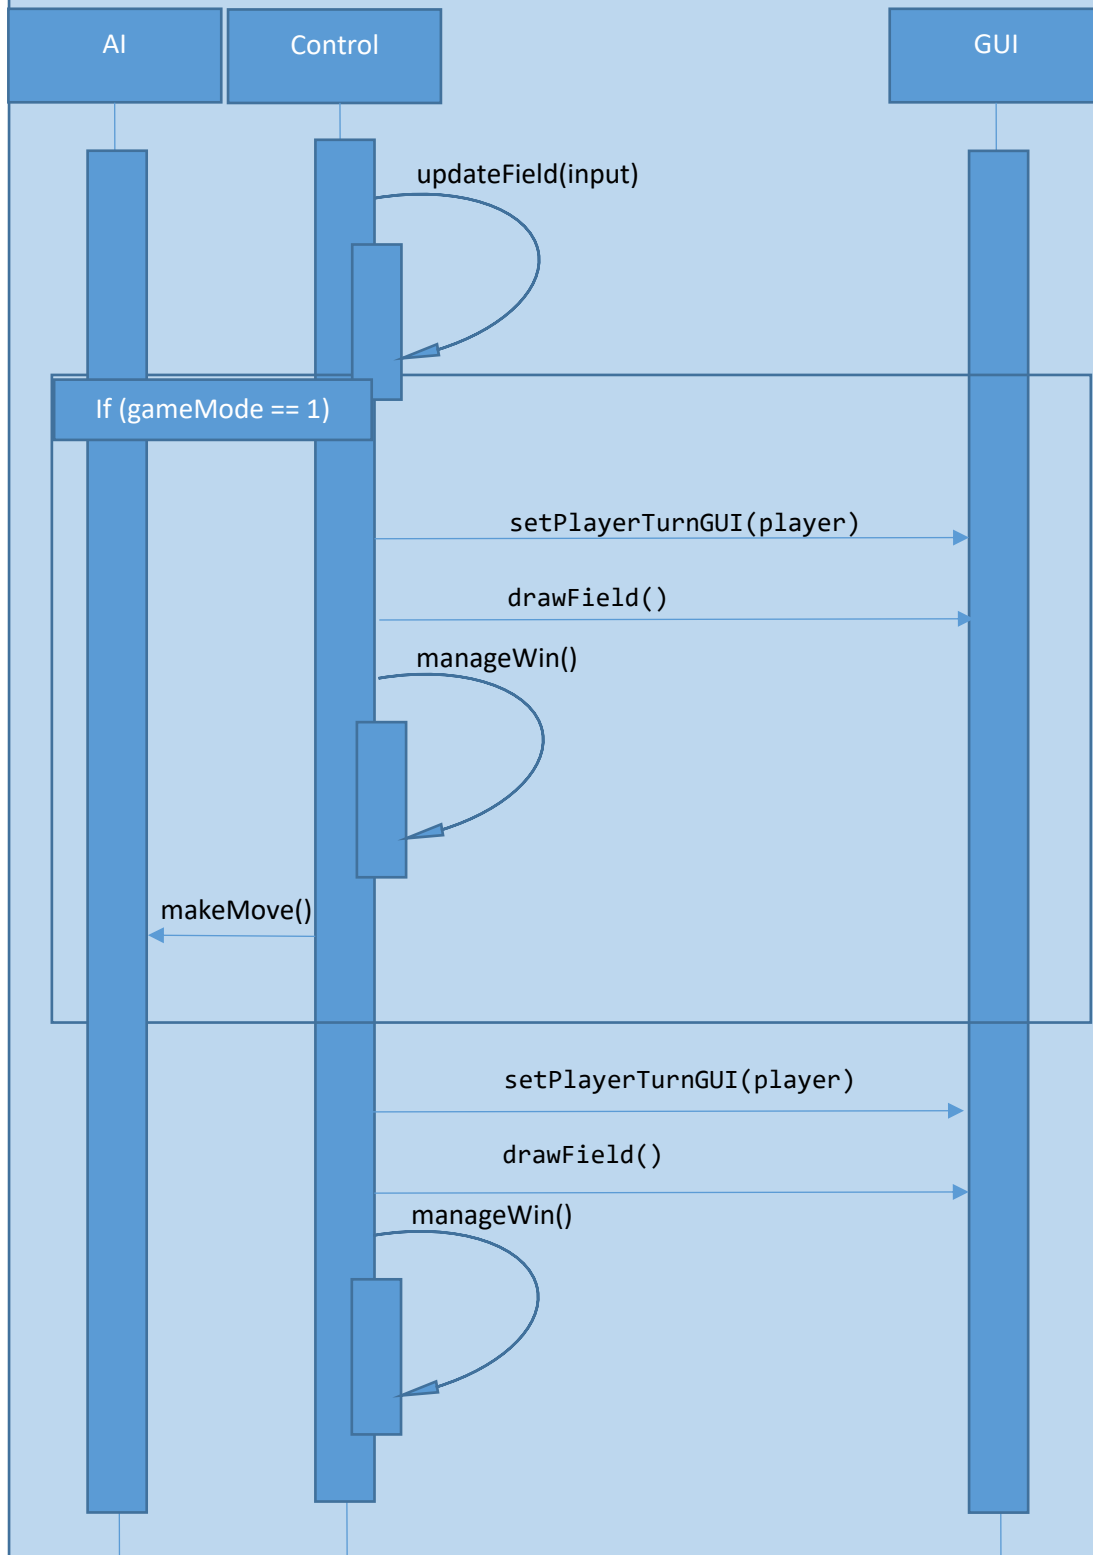 AI
Control
GUI
updateField(input)
If (gameMode == 1)
setPlayerTurnGUI(player)
drawField()
manageWin()
makeMove()
setPlayerTurnGUI(player)
drawField()
manageWin()